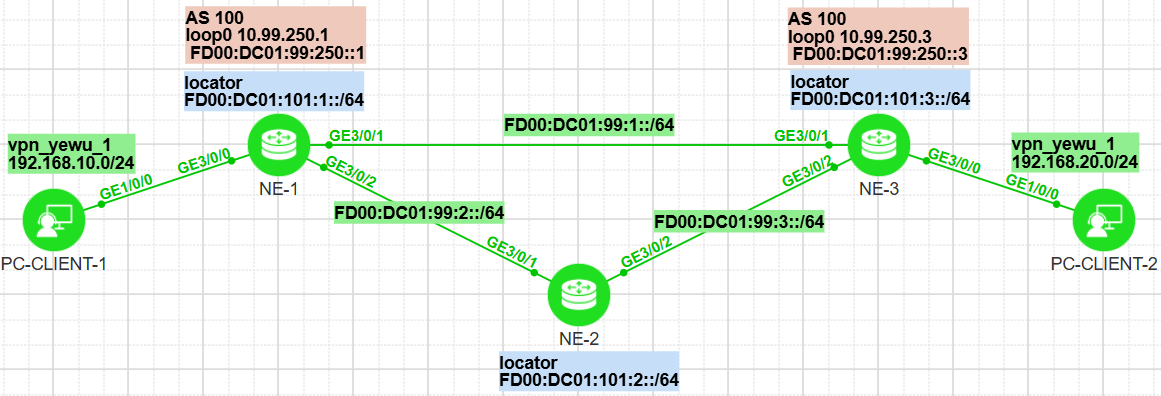 AS 100
loop0 10.99.250.1
FD00:DC01:99:250::1
AS 100
loop0 10.99.250.3
FD00:DC01:99:250::3
locator
FD00:DC01:101:1::/64
locator
FD00:DC01:101:3::/64
vpn_yewu_1
192.168.10.0/24
GE3/0/1
FD00:DC01:99:1::/64
GE3/0/1
vpn_yewu_1
192.168.20.0/24
GE1/0/0
GE3/0/0
NE-1
GE3/0/2
GE3/0/2
NE-3
GE3/0/0
GE1/0/0
FD00:DC01:99:2::/64
FD00:DC01:99:3::/64
PC-CLIENT-1
GE3/0/1
GE3/0/2
PC-CLIENT-2
NE-2
locator
FD00:DC01:101:2::/64